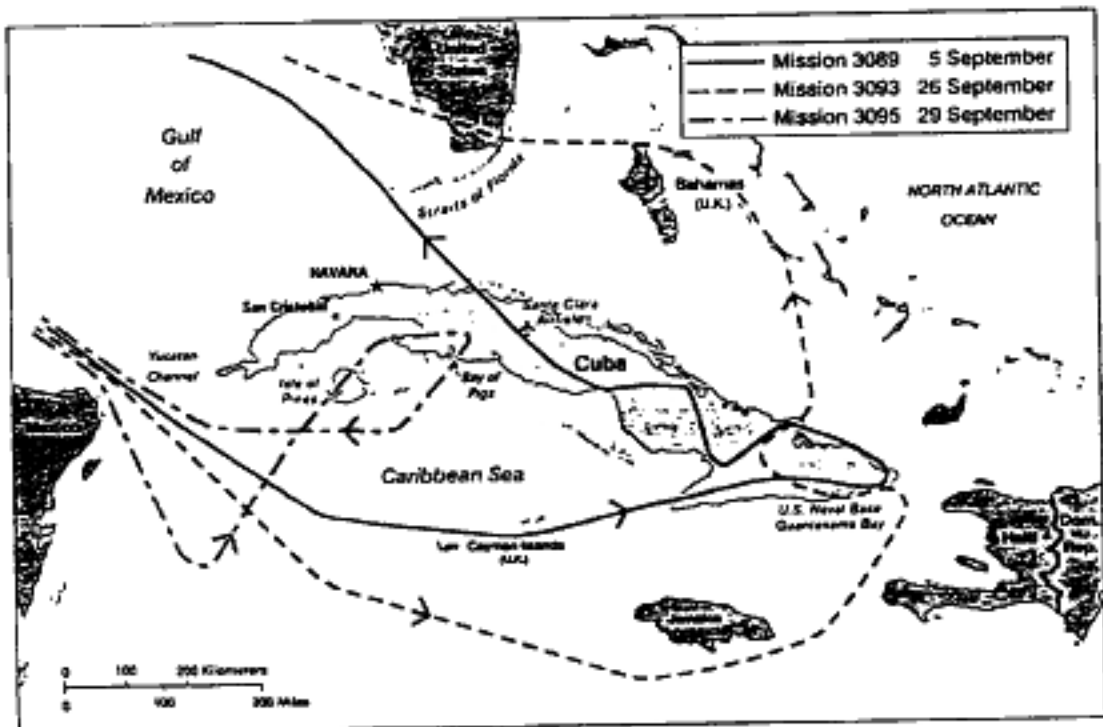 Mission 3089 5 September
Mission 3093 26 September
Mission 3095 29 September
United
States
Gulf
of
Mexico
Straits of Florida
Bahamas
(U.K.)
NORTH ATLANTIC
OCEAN
HAVANA
San Cristobal
Santa Clara
Cuba
Yucatan
Channel
Isle of
Pines
Bay of
Pigs
Caribbean Sea
U.S. Naval Base
Guantanamo Bay
Cayman Islands
(U.K.)
Haiti
Dom.
Rep.
Jamaica
0 100 200 Kilometers
0 100 200 Miles